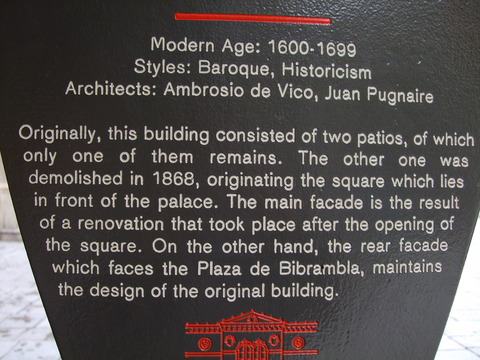 Modern Age: 1600-1699
Styles: Baroque, Historicism
Architects: Ambrosio de Vico, Juan Pugnaire
Originally, this building consisted of two patios, of which
only one of them remains. The other one was
demolished in 1868, originating the square which lies
in front of the palace. The main facade is the result
of a renovation that took place after the opening of
the square. On the other hand, the rear facade
which faces the Plaza de Bibrambla, maintains
the design of the original building.